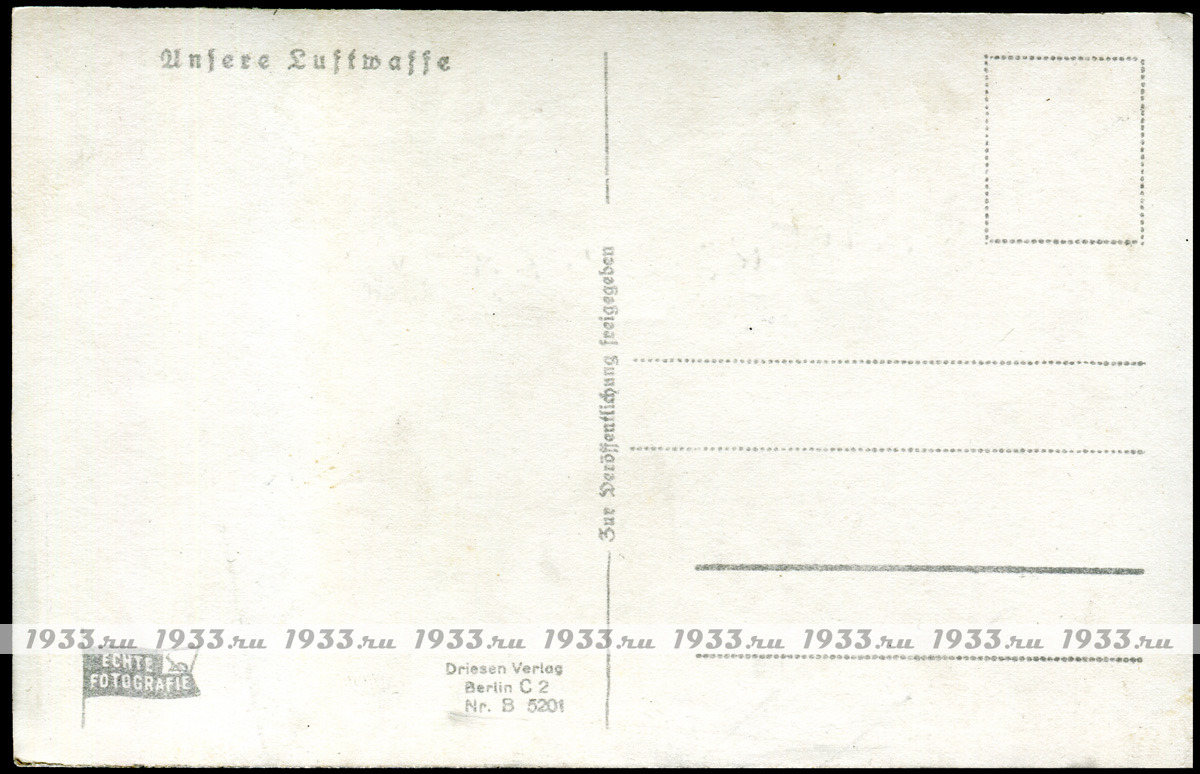 Unsere Luftwaffe
Zur Veröffentlichung freigegeben
1933.ru 1933.ru 1933.ru 1933.ru 1933.ru 1933.ru 1933.ru 1933.ru 1933.ru
ECHTE
FOTOGRAFIE
Driesen Verlag
Berlin C 2
Nr. B 5201